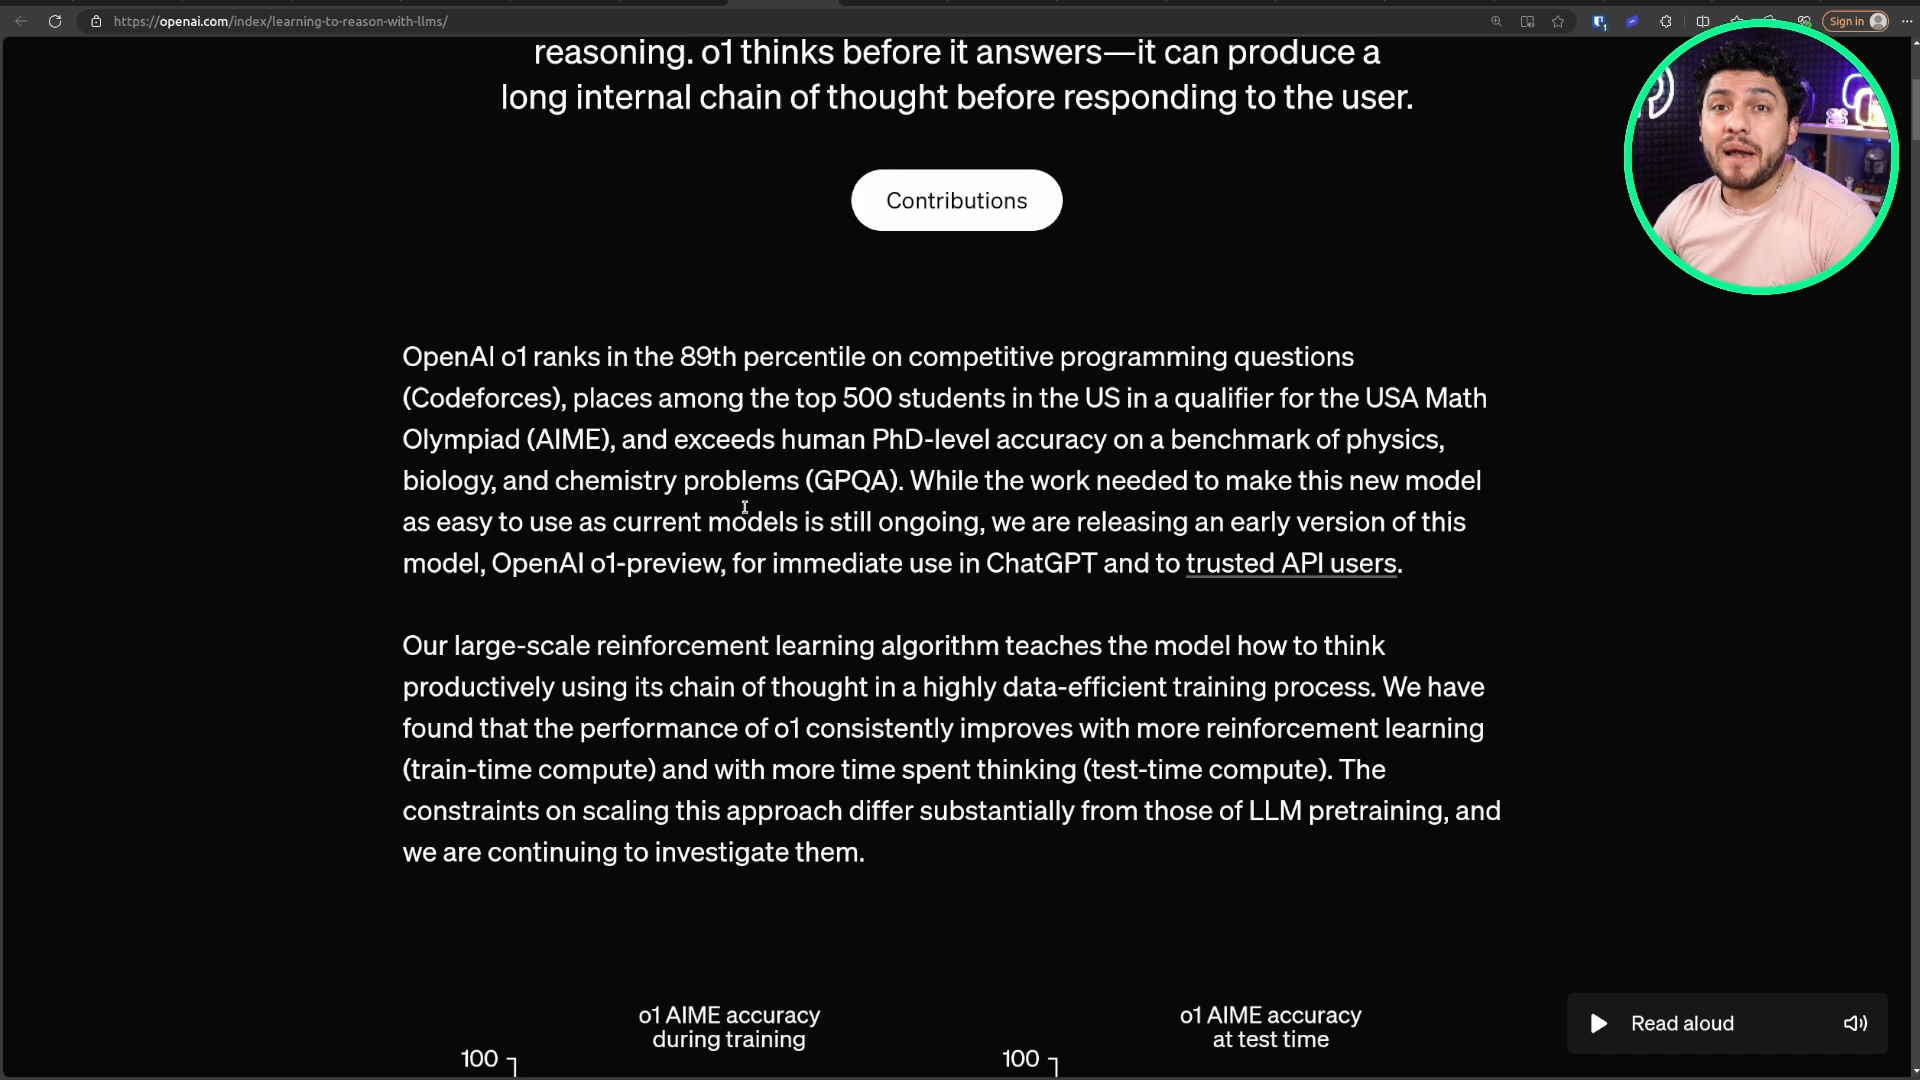 https://openai.com/index/learning-to-reason-with-llms/
Sign in
reasoning. o1 thinks before it answers—it can produce a
long internal chain of thought before responding to the user.
Contributions
OpenAI o1 ranks in the 89th percentile on competitive programming questions
(Codeforces), places among the top 500 students in the US in a qualifier for the USA Math
Olympiad (AIME), and exceeds human PhD-level accuracy on a benchmark of physics,
biology, and chemistry problems (GPQA). While the work needed to make this new model
as easy to use as current models is still ongoing, we are releasing an early version of this
model, OpenAI o1-preview, for immediate use in ChatGPT and to trusted API users.
Our large-scale reinforcement learning algorithm teaches the model how to think
productively using its chain of thought in a highly data-efficient training process. We have
found that the performance of o1 consistently improves with more reinforcement learning
(train-time compute) and with more time spent thinking (test-time compute). The
constraints on scaling this approach differ substantially from those of LLM pretraining, and
we are continuing to investigate them.
o1 AIME accuracy
during training
100
o1 AIME accuracy
at test time
100
Read aloud